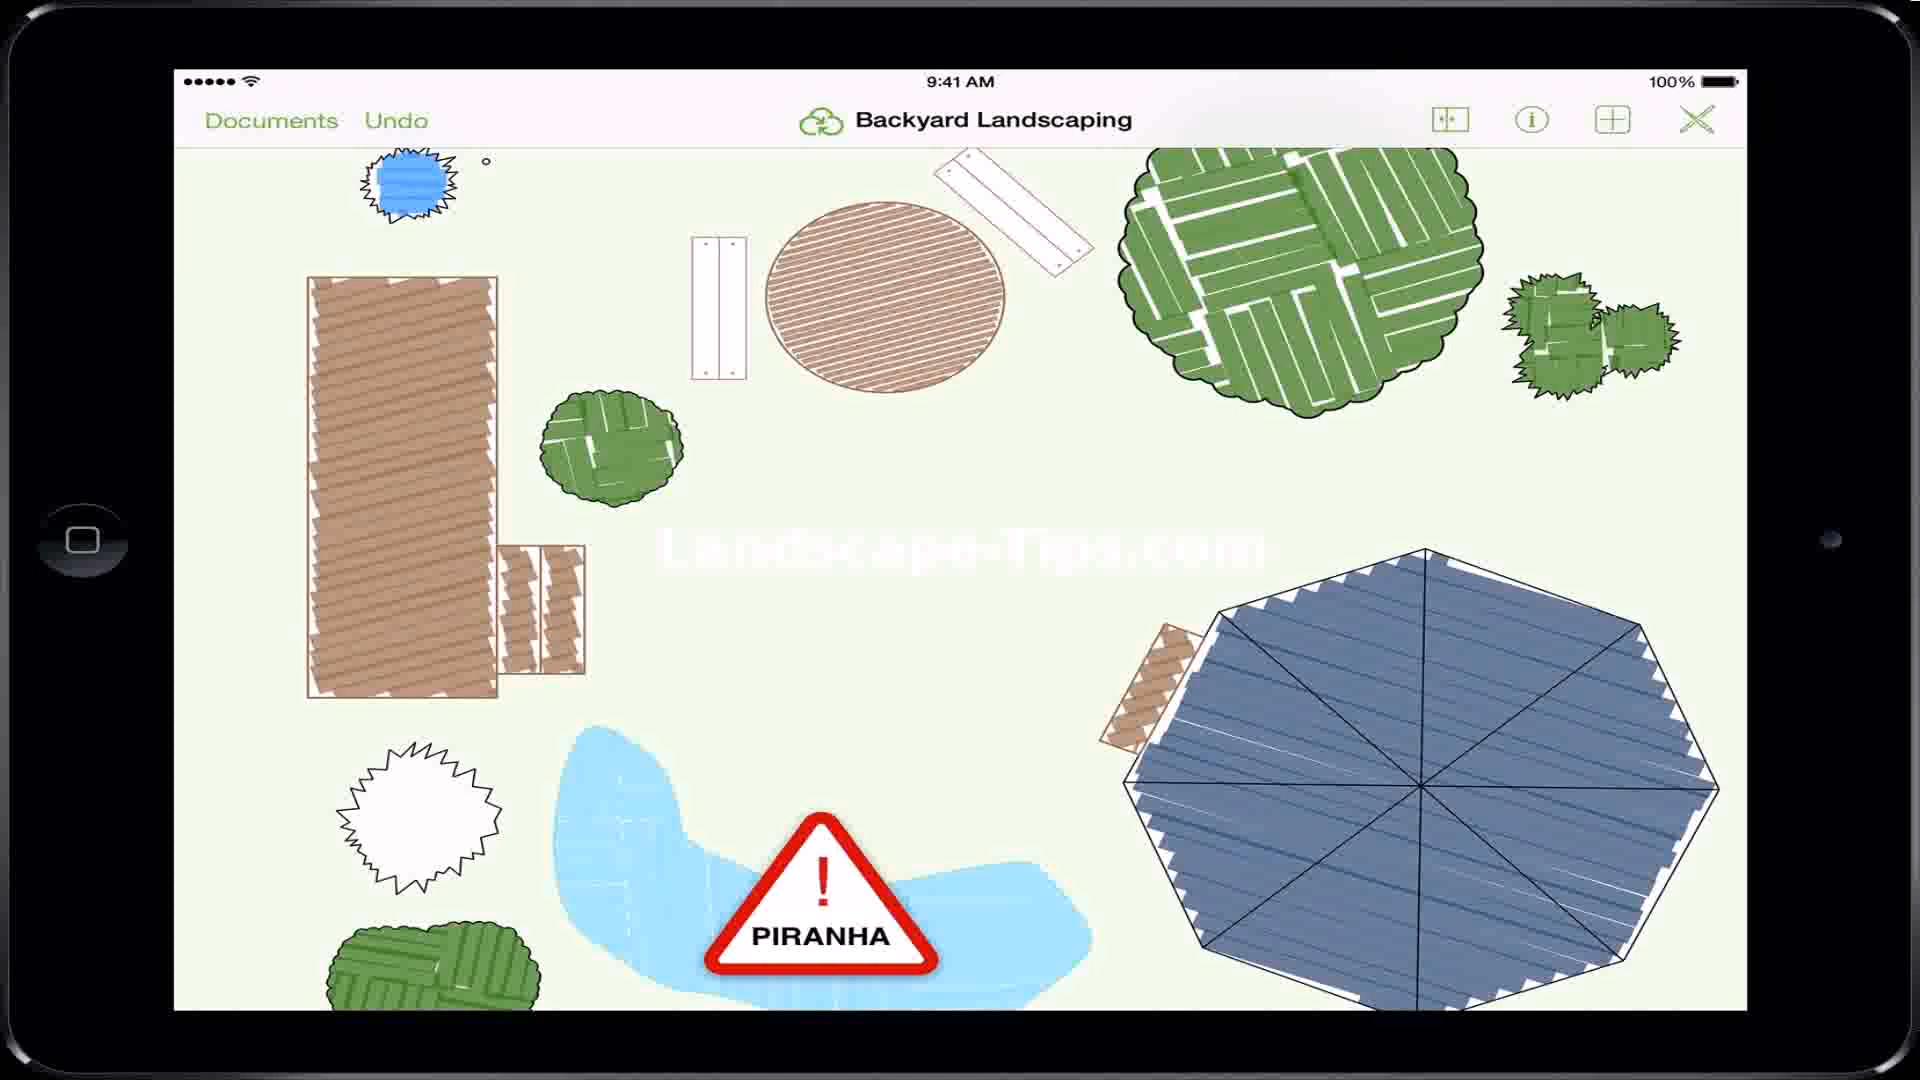 9:41 AM
100%
Documents Undo
Backyard Landscaping
Landscape-Tips.com
!
PIRANHA